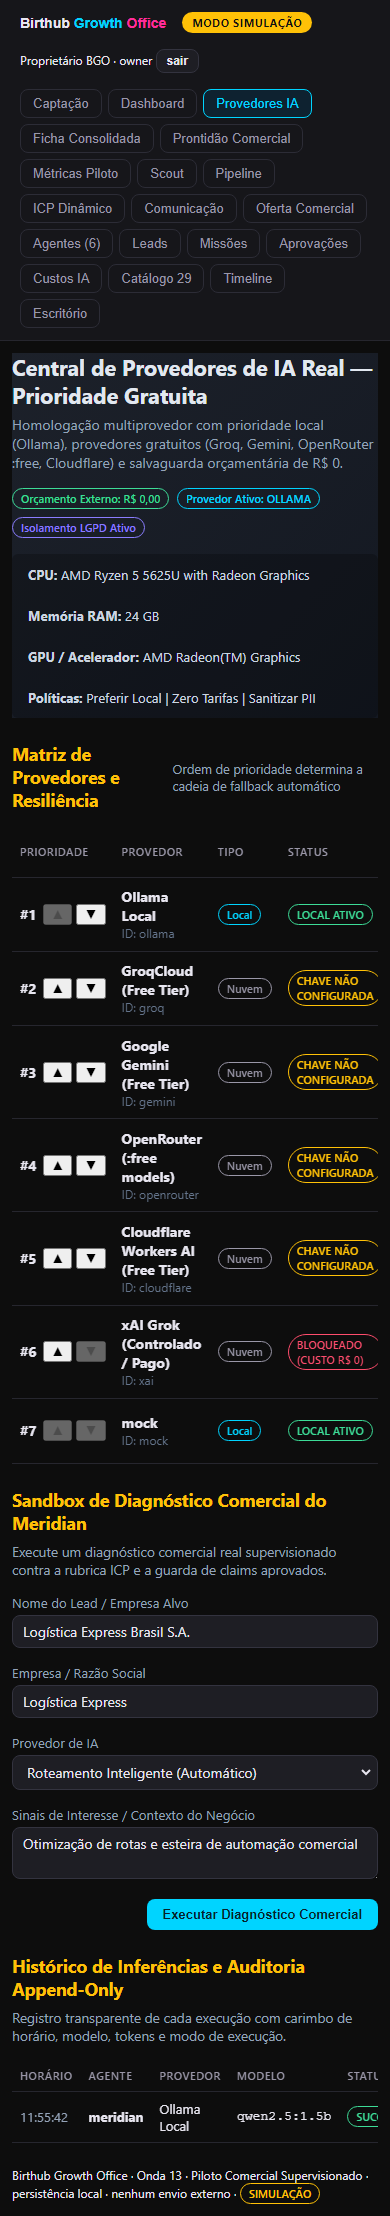 Birthub Growth Office MODO SIMULAÇÃO
Proprietário BGO · owner sair
Captação Dashboard Provedores IA
Ficha Consolidada Prontidão Comercial
Métricas Piloto Scout Pipeline
ICP Dinâmico Comunicação Oferta Comercial
Agentes (6) Leads Missões Aprovações
Custos IA Catálogo 29 Timeline
Escritório
Central de Provedores de IA Real —
Prioridade Gratuita
Homologação multiprovedor com prioridade local
(Ollama), provedores gratuitos (Groq, Gemini, OpenRouter
:free, Cloudflare) e salvaguarda orçamentária de R$ 0.
Orçamento Externo: R$ 0,00 Provedor Ativo: OLLAMA
Isolamento LGPD Ativo
CPU: AMD Ryzen 5 5625U with Radeon Graphics
Memória RAM: 24 GB
GPU / Acelerador: AMD Radeon(TM) Graphics
Políticas: Preferir Local | Zero Tarifas | Sanitizar PII
Matriz de
Provedores e
Resiliência
Ordem de prioridade determina a
cadeia de fallback automático
PRIORIDADE PROVEDOR TIPO STATUS
#1 ▲ ▼ Ollama
Local
ID: ollama
Local LOCAL ATIVO
#2 ▲ ▼ GroqCloud
(Free Tier)
ID: groq
Nuvem CHAVE NÃO
CONFIGURADA
#3 ▲ ▼ Google
Gemini
(Free Tier)
ID: gemini
Nuvem CHAVE NÃO
CONFIGURADA
#4 ▲ ▼ OpenRouter
(:free
models)
ID: openrouter
Nuvem CHAVE NÃO
CONFIGURADA
#5 ▲ ▼ Cloudflare
Workers AI
(Free Tier)
ID: cloudflare
Nuvem CHAVE NÃO
CONFIGURADA
#6 ▲ ▼ xAI Grok
(Controlado
/ Pago)
ID: xai
Nuvem BLOQUEADO
(CUSTO R$ 0)
#7 ▲ ▼ mock
ID: mock
Local LOCAL ATIVO
Sandbox de Diagnóstico Comercial do
Meridian
Execute um diagnóstico comercial real supervisionado
contra a rubrica ICP e a guarda de claims aprovados.
Nome do Lead / Empresa Alvo
Logística Express Brasil S.A.
Empresa / Razão Social
Logística Express
Provedor de IA
Roteamento Inteligente (Automático)
Sinais de Interesse / Contexto do Negócio
Otimização de rotas e esteira de automação comercial
Executar Diagnóstico Comercial
Histórico de Inferências e Auditoria
Append-Only
Registro transparente de cada execução com carimbo de
horário, modelo, tokens e modo de execução.
HORÁRIO AGENTE PROVEDOR MODELO STATU
11:55:42 meridian Ollama
Local
qwen2.5:1.5b SUC
Birthub Growth Office · Onda 13 · Piloto Comercial Supervisionado ·
persistência local · nenhum envio externo · SIMULAÇÃO